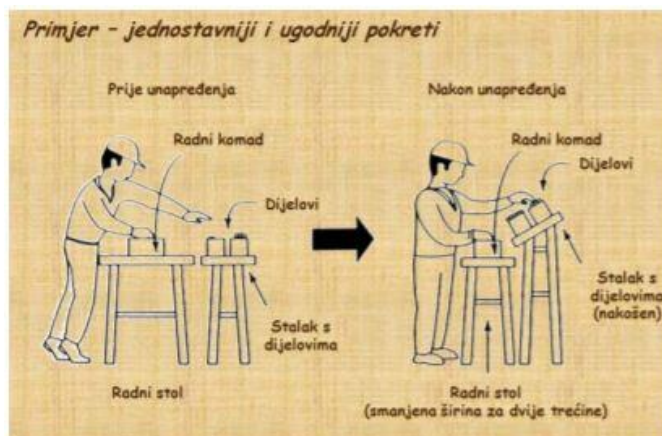 Primjer - jednostavniji i ugodniji pokreti
Prije unapređenja
Radni komad
Dijelovi
Stalak s
dijelovima
Radni stol
Nakon unapređenja
Radni komad
Dijelovi
Stalak s
dijelovima
(nakošen)
Radni stol
(smanjena širina za dvije trećine)